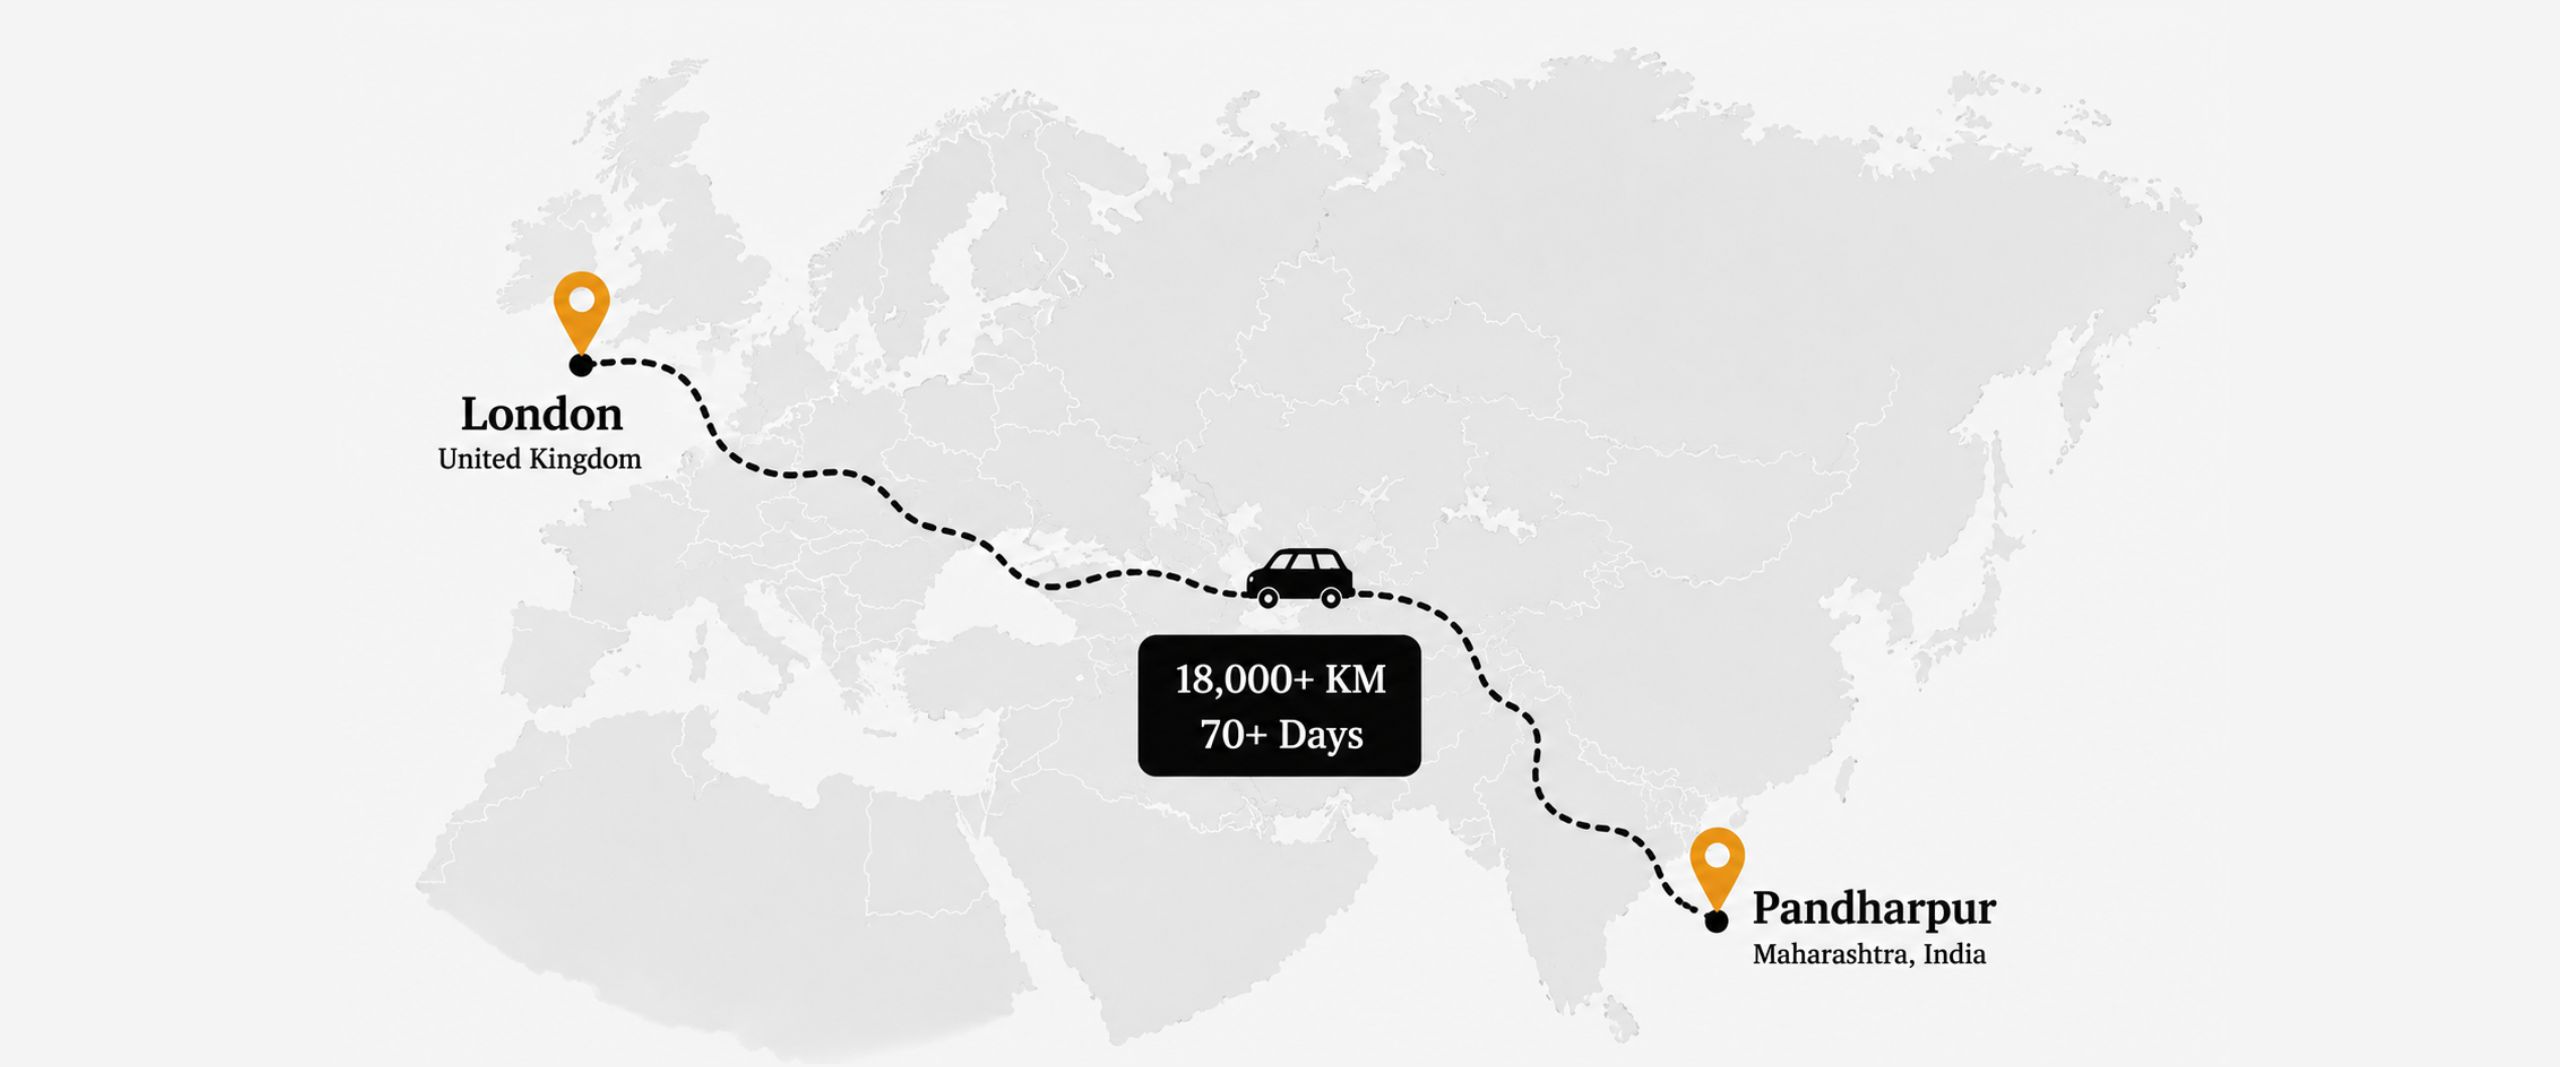 London
United Kingdom
18,000+ KM
70+ Days
Pandharpur
Maharashtra, India